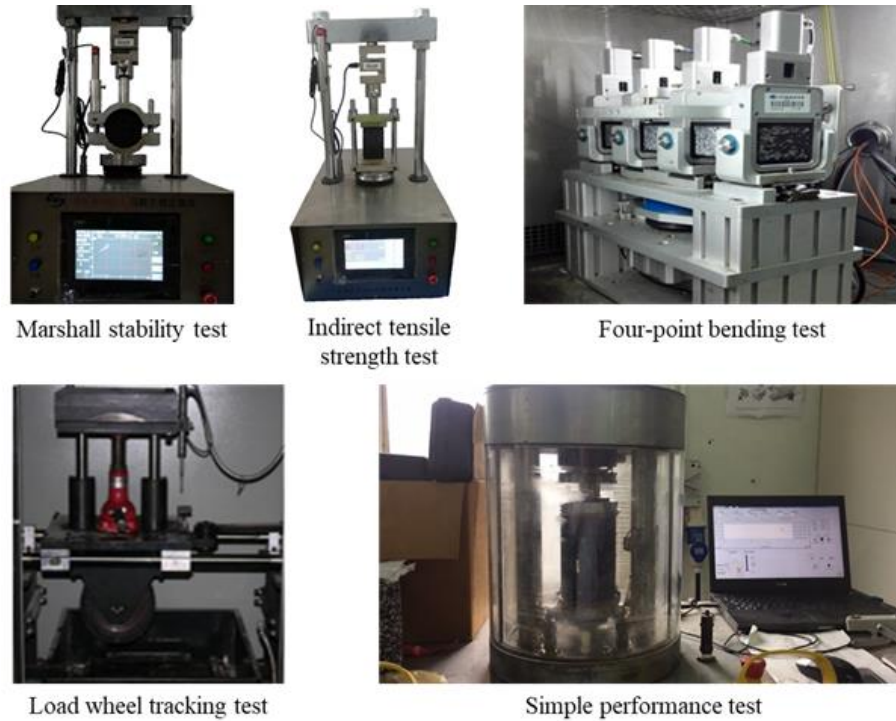 Marshall stability test
Indirect tensile
strength test
Four-point bending test
Load wheel tracking test
Simple performance test